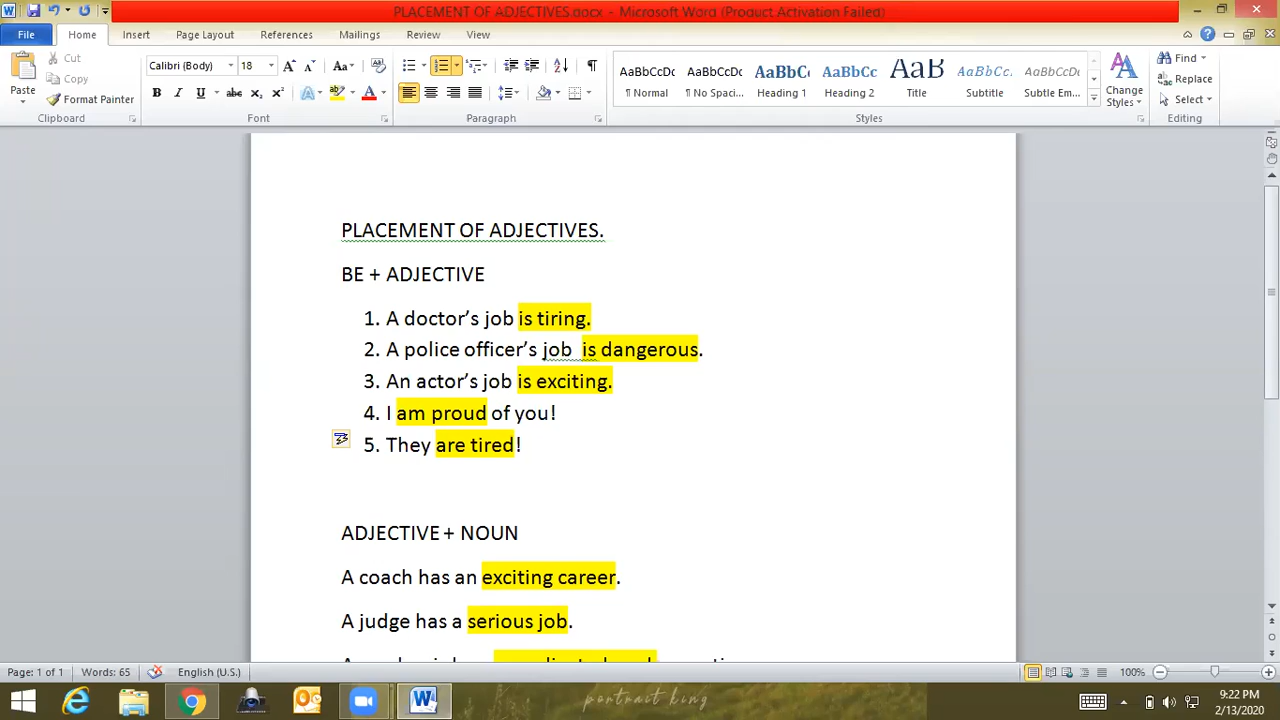 PLACEMENT OF ADJECTIVES.docx - Microsoft Word (Product Activation Failed)
File Home Insert Page Layout References Mailings Review View
Cut
Copy
Format Painter
Paste
Clipboard
Calibri (Body) 18
Font
Paragraph
AaBbCcDc AaBbCcDc AaBbCc AaBbCc AaB AaBbCcL AaBbCcDc
¶ Normal ¶ No Spaci... Heading 1 Heading 2 Title Subtitle Subtle Em...
Styles
Change
Styles
Find
Replace
Select
Editing
PLACEMENT OF ADJECTIVES.
BE + ADJECTIVE
1. A doctor’s job is tiring.
2. A police officer’s job is dangerous.
3. An actor’s job is exciting.
4. I am proud of you!
5. They are tired!
ADJECTIVE + NOUN
A coach has an exciting career.
A judge has a serious job.
Page: 1 of 1 Words: 65 English (U.S.) 100%
portrait king
9:22 PM
2/13/2020